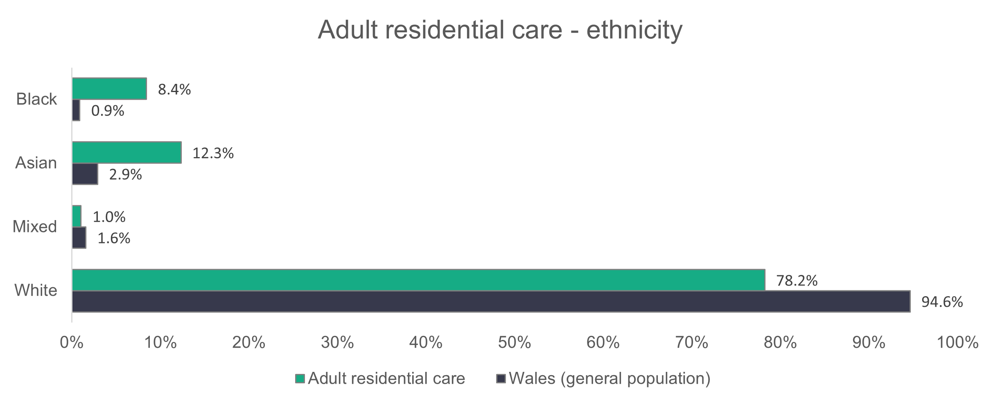 Adult residential care - ethnicity
Black
8.4%
0.9%
Asian
12.3%
2.9%
Mixed
1.0%
1.6%
White
78.2%
94.6%
0% 10% 20% 30% 40% 50% 60% 70% 80% 90% 100%
Adult residential care Wales (general population)